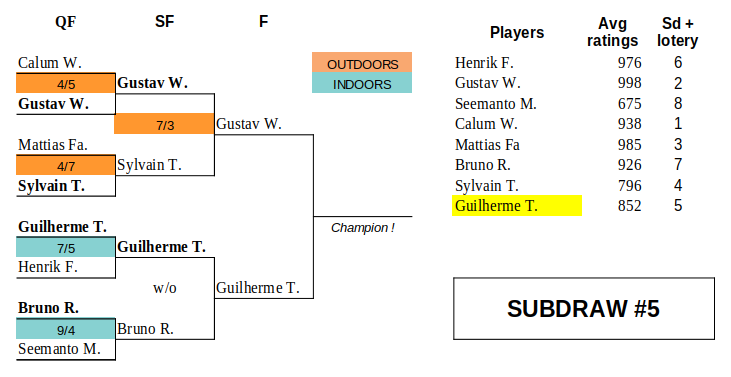 QF SF F
Calum W.
4/5
Gustav W.
Gustav W.
7/3
Gustav W.
Mattias Fa.
4/7
Sylvain T.
Sylvain T.
Guilherme T.
7/5
Guilherme T.
Henrik F.
w/o
Guilherme T.
Bruno R.
9/4
Bruno R.
Seemanto M.
Champion !
OUTDOORS
INDOORS
Players Avg ratings Sd + lotery
Henrik F. 976 6
Gustav W. 998 2
Seemanto M. 675 8
Calum W. 938 1
Mattias Fa 985 3
Bruno R. 926 7
Sylvain T. 796 4
Guilherme T. 852 5
SUBDRAW #5